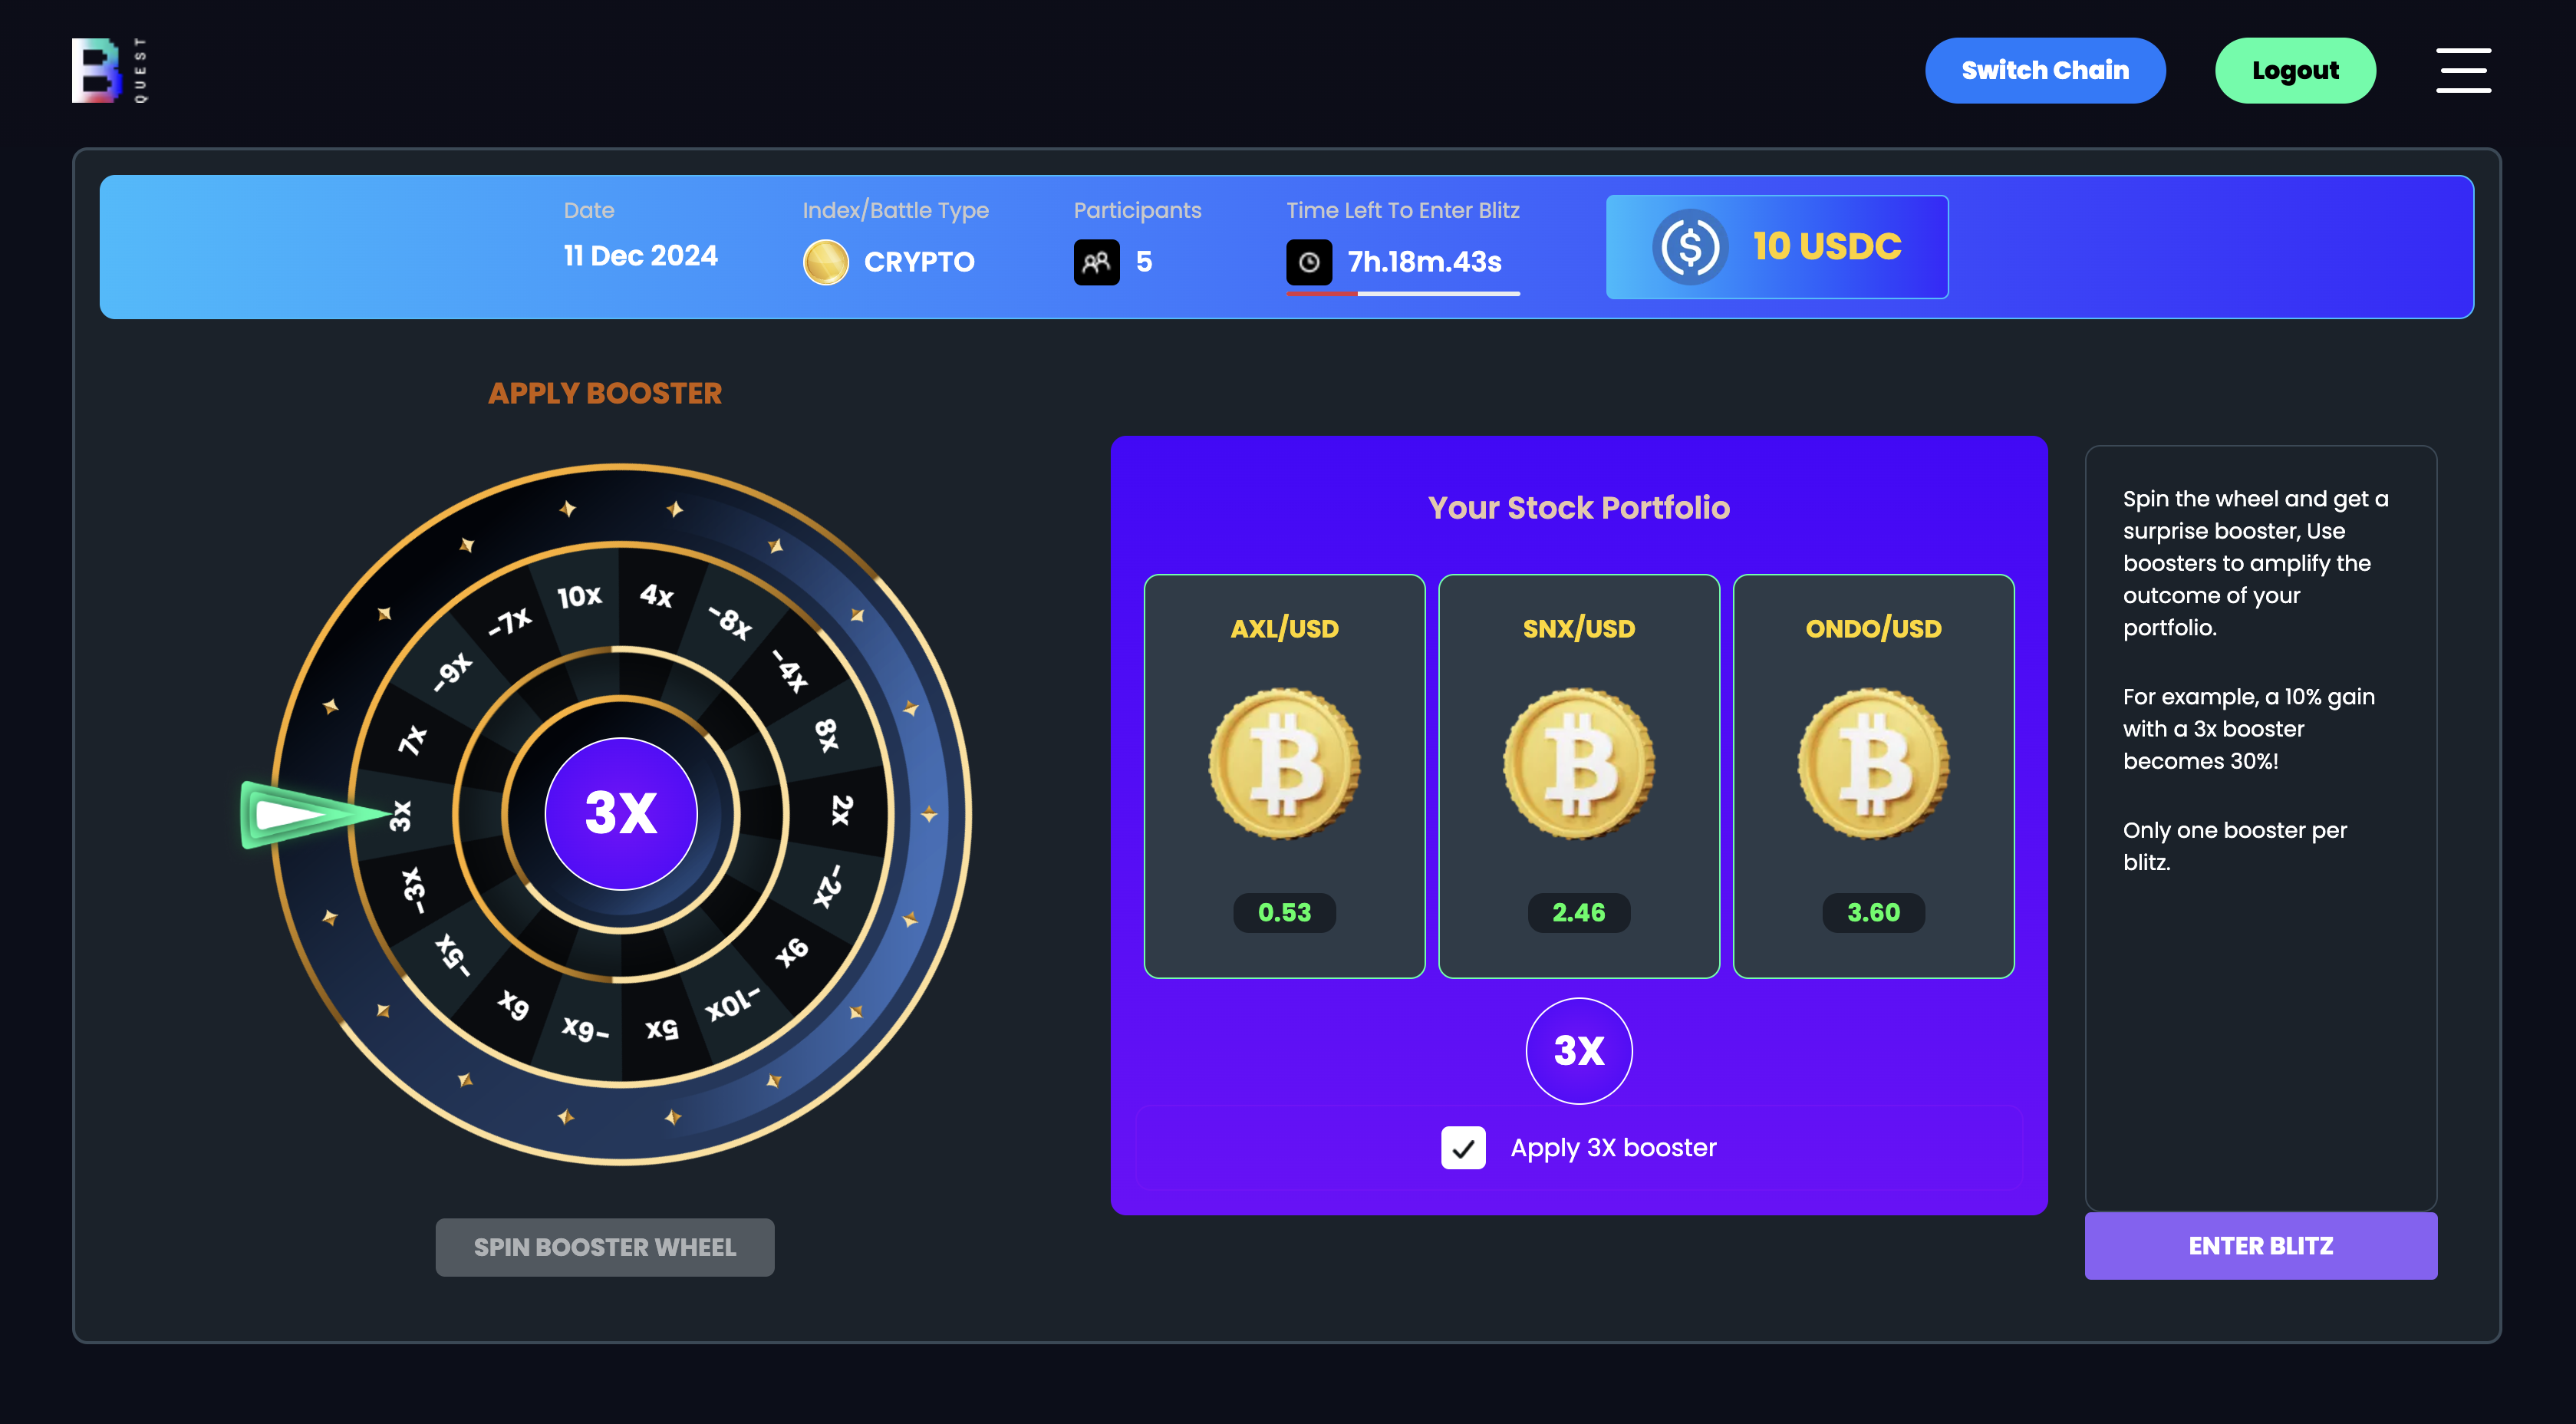 B QUEST
Switch Chain
Logout
Date
11 Dec 2024
Index/Battle Type
CRYPTO
Participants
5
Time Left To Enter Blitz
7h.18m.43s
10 USDC
APPLY BOOSTER
10x
4x
-8x
-4x
8x
2x
-2x
9x
-10x
5x
-6x
6x
-5x
-3x
3x
7x
-9x
-7x
3X
SPIN BOOSTER WHEEL
Your Stock Portfolio
AXL/USD
SNX/USD
ONDO/USD
0.53
2.46
3.60
3X
Apply 3X booster
Spin the wheel and get a
surprise booster, Use
boosters to amplify the
outcome of your
portfolio.
For example, a 10% gain
with a 3x booster
becomes 30%!
Only one booster per
blitz.
ENTER BLITZ